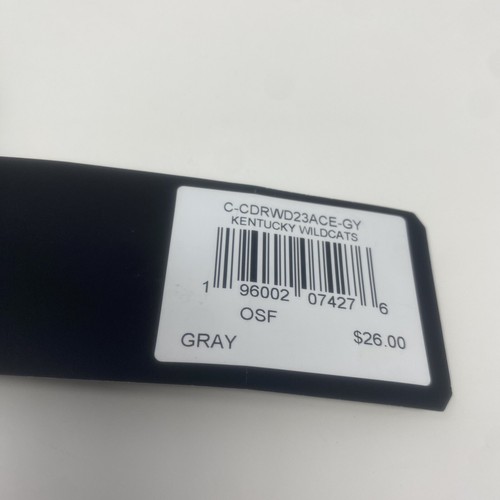 C-CDRWD23ACE-GY
KENTUCKY WILDCATS
1 96002 07427 6
OSF
GRAY $26.00